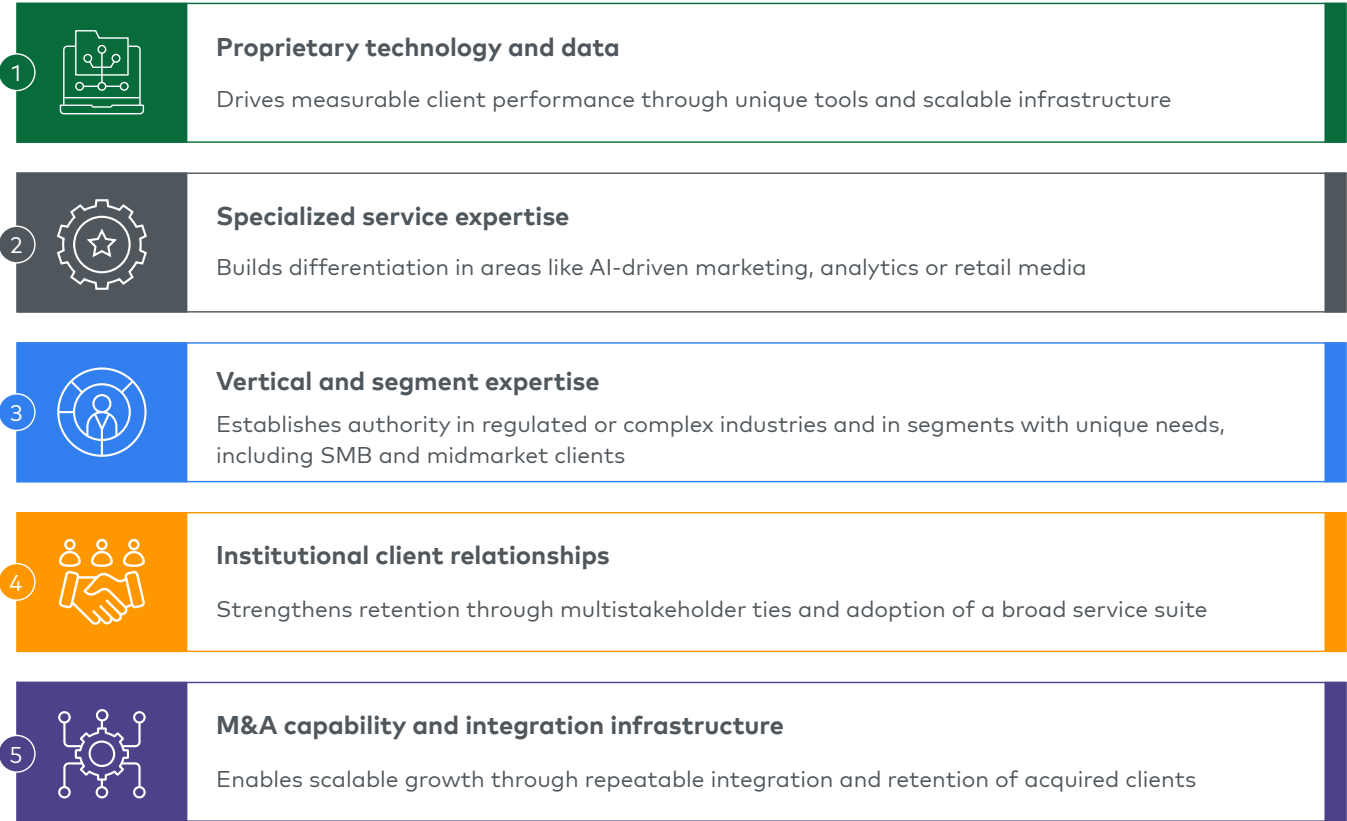 1
Proprietary technology and data
Drives measurable client performance through unique tools and scalable infrastructure
2
Specialized service expertise
Builds differentiation in areas like AI-driven marketing, analytics or retail media
3
Vertical and segment expertise
Establishes authority in regulated or complex industries and in segments with unique needs,
including SMB and midmarket clients
4
Institutional client relationships
Strengthens retention through multistakeholder ties and adoption of a broad service suite
5
M&A capability and integration infrastructure
Enables scalable growth through repeatable integration and retention of acquired clients